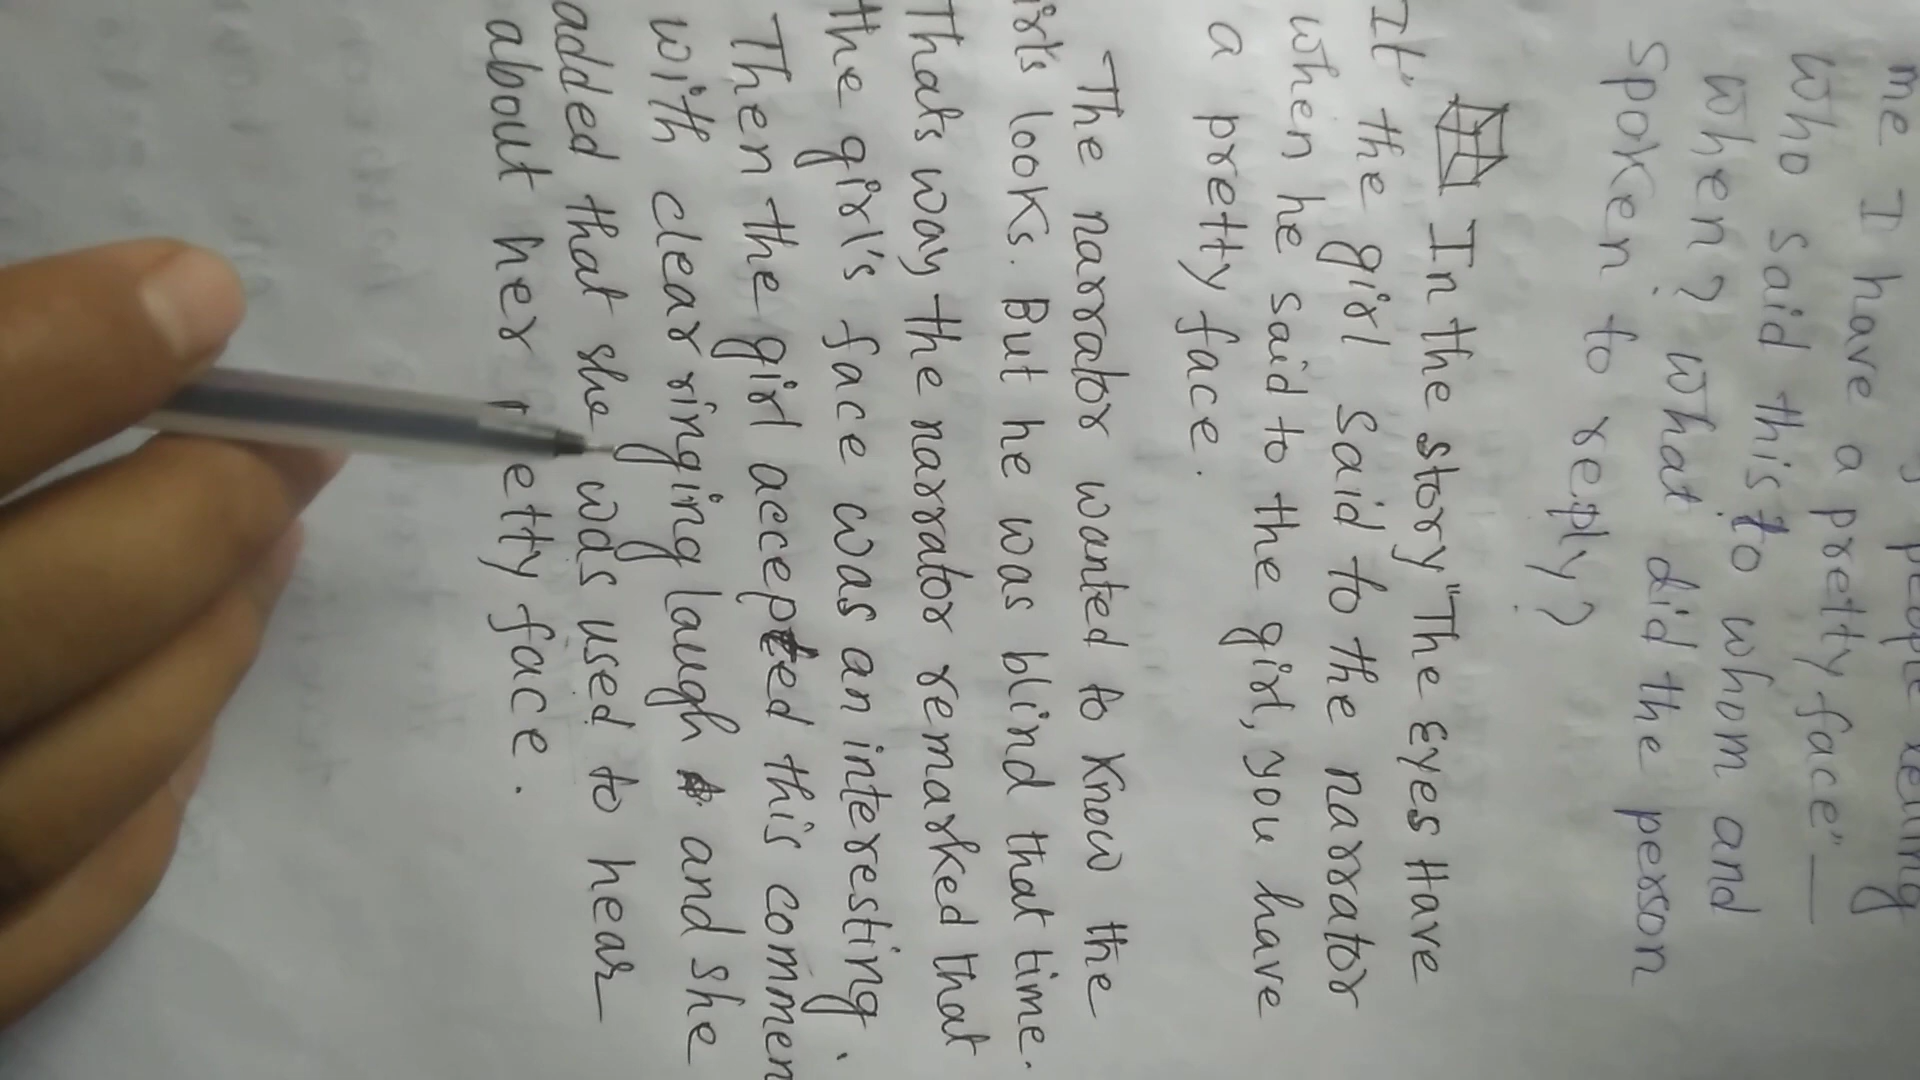 people telling
me I have a pretty face"—
Who said this to whom and
when? What did the person
spoken to reply?
In the story "The Eyes Have
It" the girl said to the narrator
when he said to the girl, you have
a pretty face.
The narrator wanted to know the
looks. But he was blind that time.
Thats way the narrator remarked that
the girl's face was an interesting.
Then the girl accepted this commen
with clear ringing laugh and she
added that she was used to hear
about her face.